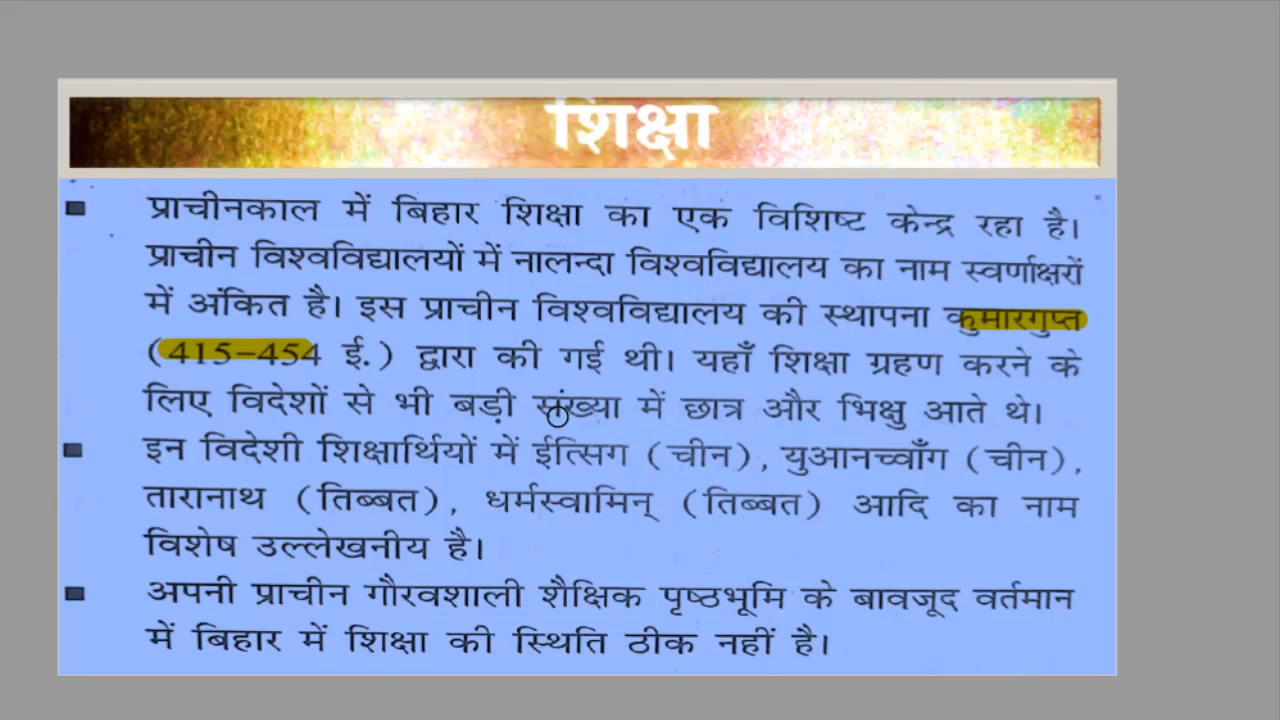 शिक्षा
प्राचीनकाल में बिहार शिक्षा का एक विशिष्ट केन्द्र रहा है।
प्राचीन विश्वविद्यालयों में नालन्दा विश्वविद्यालय का नाम स्वर्णाक्षरों
में अंकित है। इस प्राचीन विश्वविद्यालय की स्थापना कुमारगुप्त
(415–454 ई.) द्वारा की गई थी। यहाँ शिक्षा ग्रहण करने के
लिए विदेशों से भी बड़ी संख्या में छात्र और भिक्षु आते थे।
इन विदेशी शिक्षार्थियों में ईत्सिग (चीन), युआनच्वाँग (चीन),
तारानाथ (तिब्बत), धर्मस्वामिन् (तिब्बत) आदि का नाम
विशेष उल्लेखनीय है।
अपनी प्राचीन गौरवशाली शैक्षिक पृष्ठभूमि के बावजूद वर्तमान
में बिहार में शिक्षा की स्थिति ठीक नहीं है।